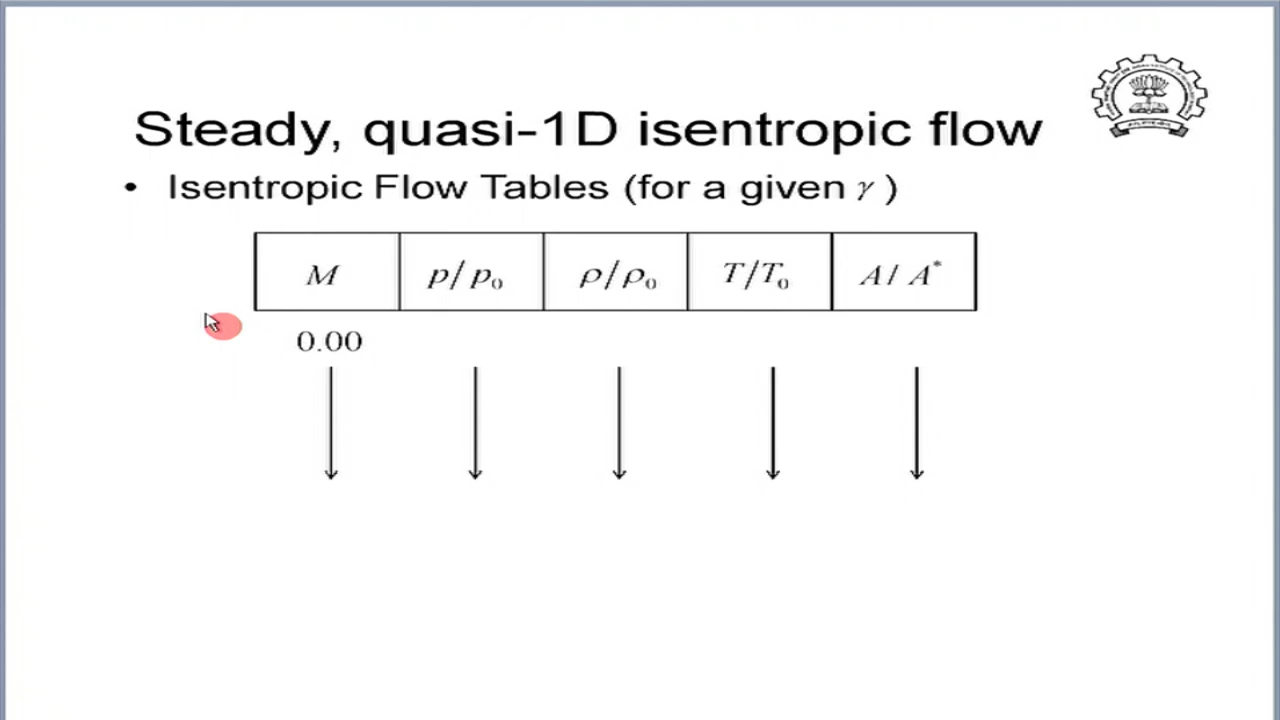 Steady, quasi-1D isentropic flow
• Isentropic Flow Tables (for a given γ )
M p/p₀ ρ/ρ₀ T/T₀ A/A*
0.00